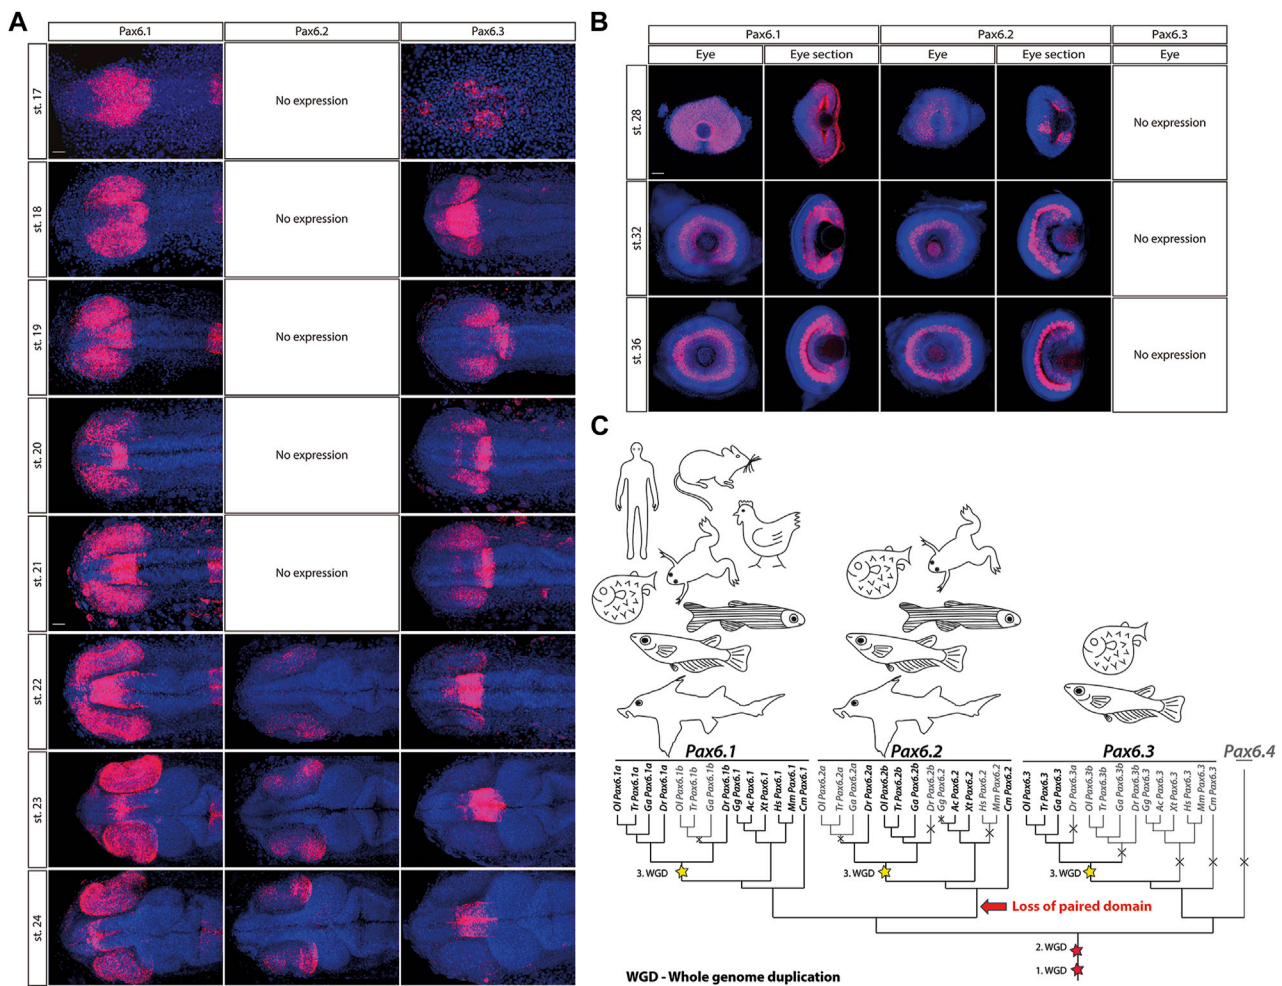 A
Pax6.1
Pax6.2
Pax6.3
st. 17
No expression
st. 18
No expression
st. 19
No expression
st. 20
No expression
st. 21
No expression
st. 22
st.23
st. 24
B
Pax6.1
Pax6.2
Pax6.3
Eye
Eye section
Eye
Eye section
Eye
st. 28
No expression
st.32
No expression
st. 36
No expression
C
Pax6.1
Pax6.2
Pax6.3
Pax6.4
Ol Pax6.1a
Tr Pax6.1a
Ga Pax6.1a
Dr Pax6.1a
Ol Pax6.1b
Tr Pax6.1b
Ga Pax6.1b
Dr Pax6.1b
Gg Pax6.1
Ac Pax6.1
Xt Pax6.1
Hs Pax6.1
Mm Pax6.1
Cm Pax6.1
Ol Pax6.2a
Tr Pax6.2a
Ga Pax6.2a
Dr Pax6.2a
Ol Pax6.2b
Tr Pax6.2b
Ga Pax6.2b
Dr Pax6.2b
Gg Pax6.2
Ac Pax6.2
Xt Pax6.2
Hs Pax6.2
Mm Pax6.2
Cm Pax6.2
Ol Pax6.3
Tr Pax6.3
Ga Pax6.3
Dr Pax6.3a
Ol Pax6.3b
Tr Pax6.3b
Ga Pax6.3b
Dr Pax6.3b
Gg Pax6.3
Ac Pax6.3
Xt Pax6.3
Hs Pax6.3
Mm Pax6.3
Cm Pax6.3
3. WGD
3. WGD
3. WGD
Loss of paired domain
2. WGD
1. WGD
WGD - Whole genome duplication